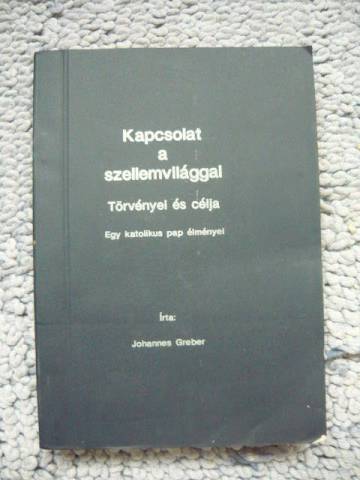 Kapcsolat
a
szellemvilággal
Törvényei és célja
Egy katolikus pap élményei
Írta:
Johannes Greber